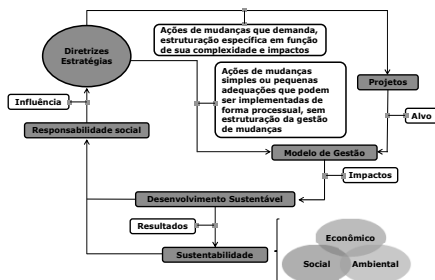 Diretrizes
Estratégias
Ações de mudanças que demanda,
estruturação específica em função
de sua complexidade e impactos
Ações de mudanças
simples ou pequenas
adequações que podem
ser implementadas de
forma processual, sem
estruturação da gestão
de mudanças
Projetos
Influência
Alvo
Responsabilidade social
Modelo de Gestão
Impactos
Desenvolvimento Sustentável
Resultados
Sustentabilidade
Econômico
Social
Ambiental